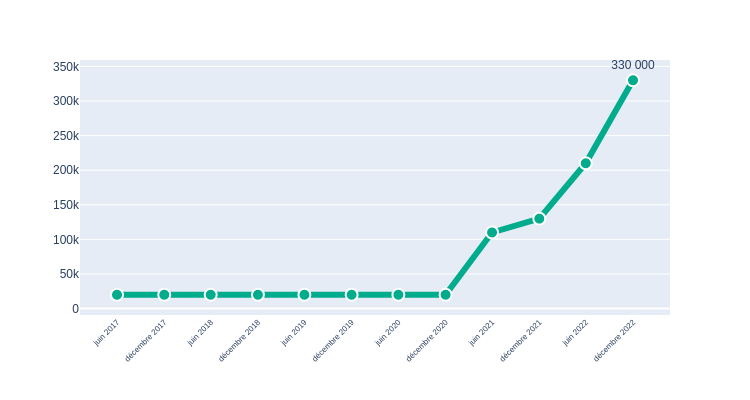 350k
330 000
300k
250k
200k
150k
100k
50k
0
juin 2017
décembre 2017
juin 2018
décembre 2018
juin 2019
décembre 2019
juin 2020
décembre 2020
juin 2021
décembre 2021
juin 2022
décembre 2022